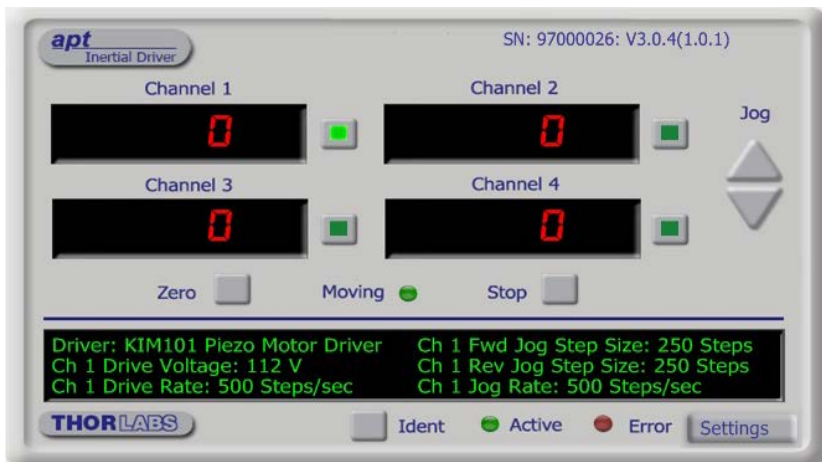 apt
Inertial Driver
SN: 97000026: V3.0.4(1.0.1)
Channel 1
Channel 2
0
0
Jog
Channel 3
Channel 4
0
0
Zero
Moving
Stop
Driver: KIM101 Piezo Motor Driver
Ch 1 Drive Voltage: 112 V
Ch 1 Drive Rate: 500 Steps/sec
Ch 1 Fwd Jog Step Size: 250 Steps
Ch 1 Rev Jog Step Size: 250 Steps
Ch 1 Jog Rate: 500 Steps/sec
THORLABS
Ident
Active
Error
Settings